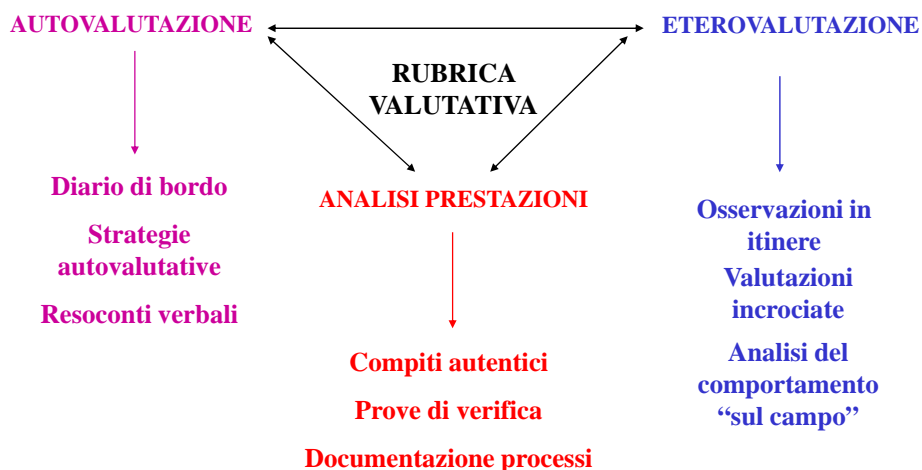 AUTOVALUTAZIONE
ETEROVALUTAZIONE
RUBRICA
VALUTATIVA
ANALISI PRESTAZIONI
Diario di bordo
Strategie
autovalutative
Resoconti verbali
Compiti autentici
Prove di verifica
Documentazione processi
Osservazioni in
itinere
Valutazioni
incrociate
Analisi del
comportamento
“sul campo”